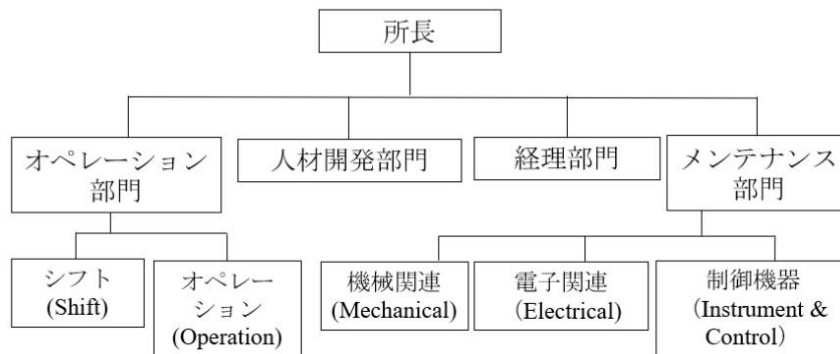 所長
オペレーション
部門
人材開発部門
経理部門
メンテナンス
部門
シフト
(Shift)
オペレー
ション
(Operation)
機械関連
(Mechanical)
電子関連
（Electrical)
制御機器
（Instrument &
Control）